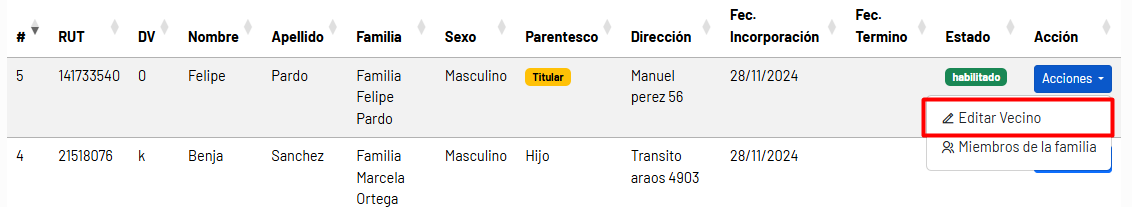 # RUT DV Nombre Apellido Familia Sexo Parentesco Dirección Fec. Incorporación Fec. Termino Estado Acción
5 141733540 0 Felipe Pardo Familia Felipe Pardo Masculino Titular Manuel perez 56 28/11/2024 habilitado Acciones
Editar Vecino
Miembros de la familia
4 21518076 k Benja Sanchez Familia Marcela Ortega Masculino Hijo Transito araos 4903 28/11/2024